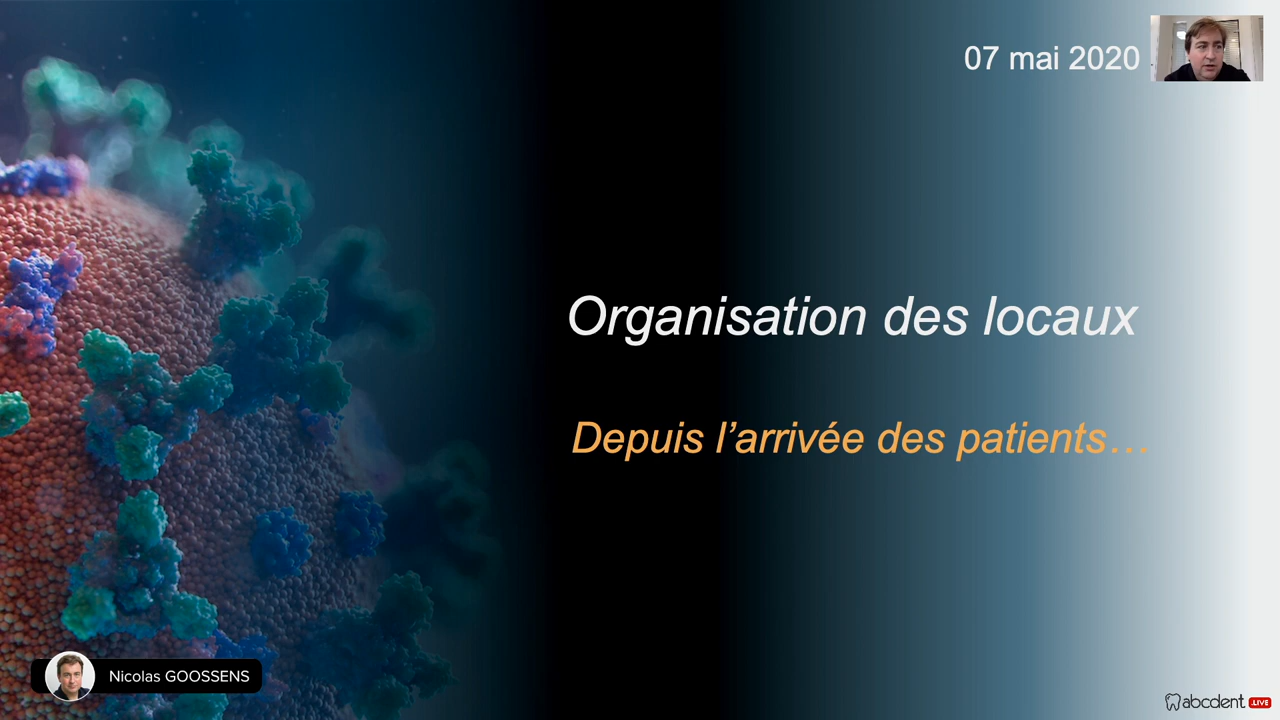 07 mai 2020
Organisation des locaux
Depuis l’arrivée des patients…
Nicolas GOOSSENS
abcdent .LIVE